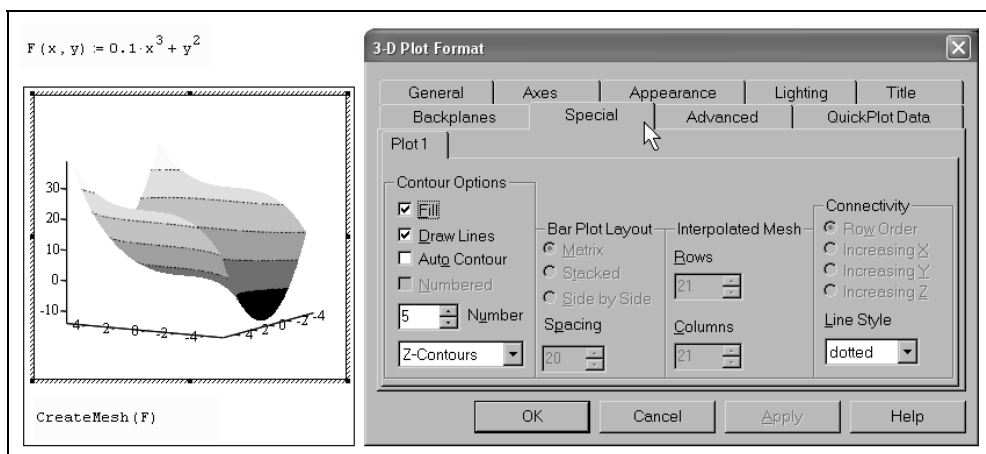 F(x, y) := 0.1·x³ + y²
30
20
10
0
-10
4 2 0 -2 -4
4 2 0 -2 -4
CreateMesh(F)
3-D Plot Format
General Axes Appearance Lighting Title
Backplanes Special Advanced QuickPlot Data
Plot 1
Contour Options
Fill
Draw Lines
Auto Contour
Numbered
5 Number
Z-Contours
Bar Plot Layout
Matrix
Stacked
Side by Side
Spacing
20
Interpolated Mesh
Rows
21
Columns
21
Connectivity
Row Order
Increasing X
Increasing Y
Increasing Z
Line Style
dotted
OK Cancel Apply Help